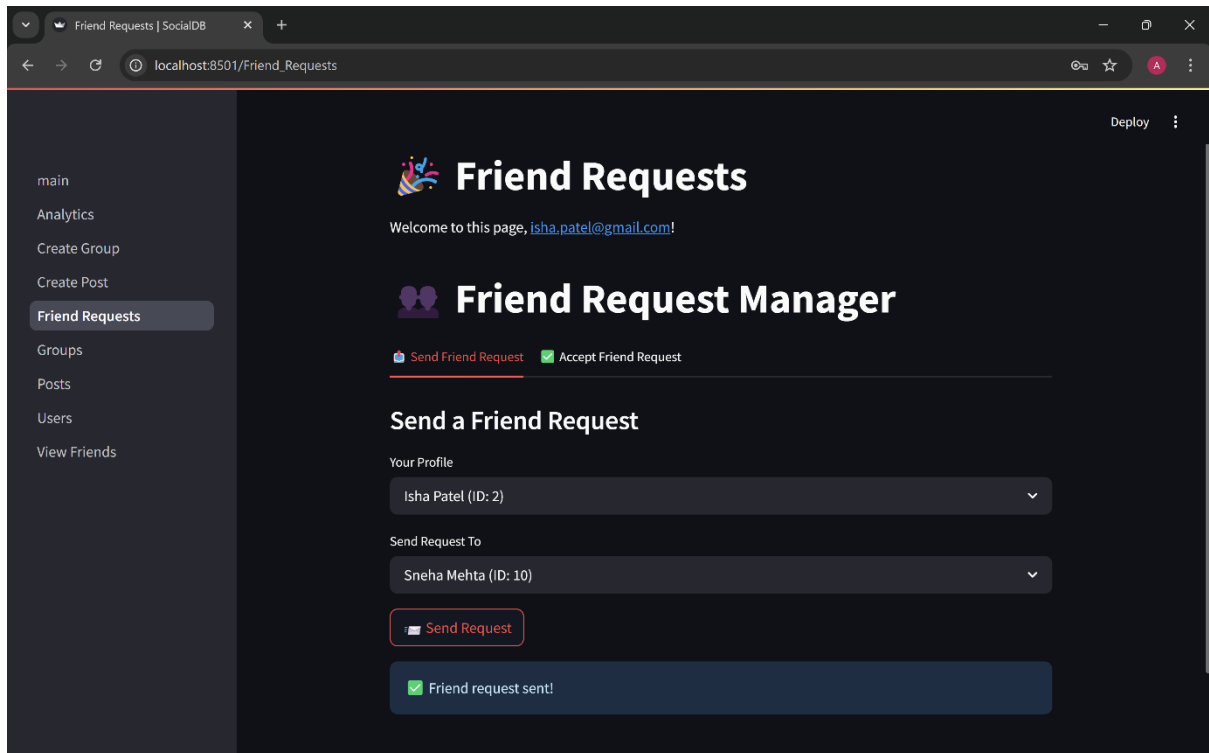 Friend Requests | SocialDB
localhost:8501/Friend_Requests
A
Deploy
main
Analytics
Create Group
Create Post
Friend Requests
Groups
Posts
Users
View Friends
Friend Requests
Welcome to this page, isha.patel@gmail.com!
Friend Request Manager
Send Friend Request Accept Friend Request
Send a Friend Request
Your Profile
Isha Patel (ID: 2)
Send Request To
Sneha Mehta (ID: 10)
Send Request
Friend request sent!